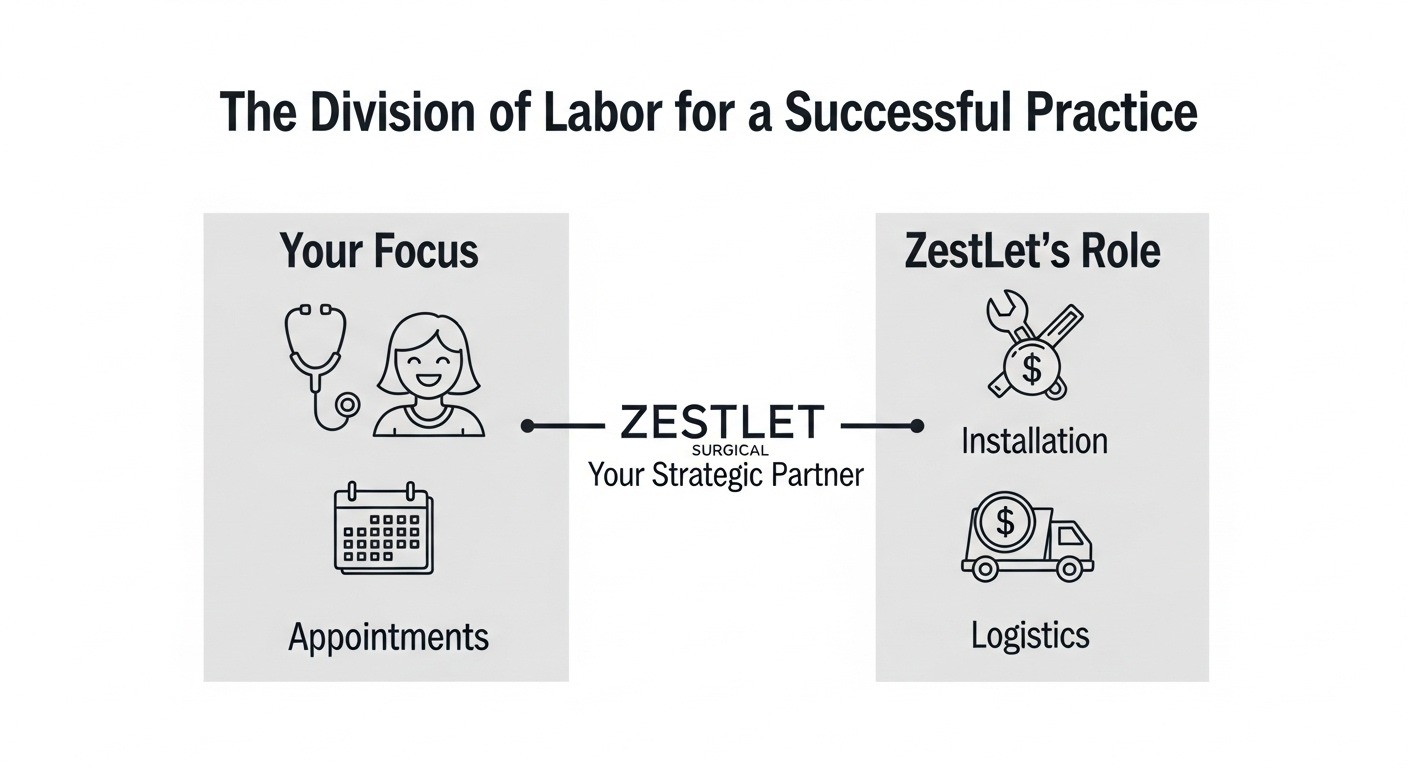 The Division of Labor for a Successful Practice
Your Focus
Appointments
ZESTLET
SURGICAL
Your Strategic Partner
ZestLet’s Role
$
Installation
$
Logistics